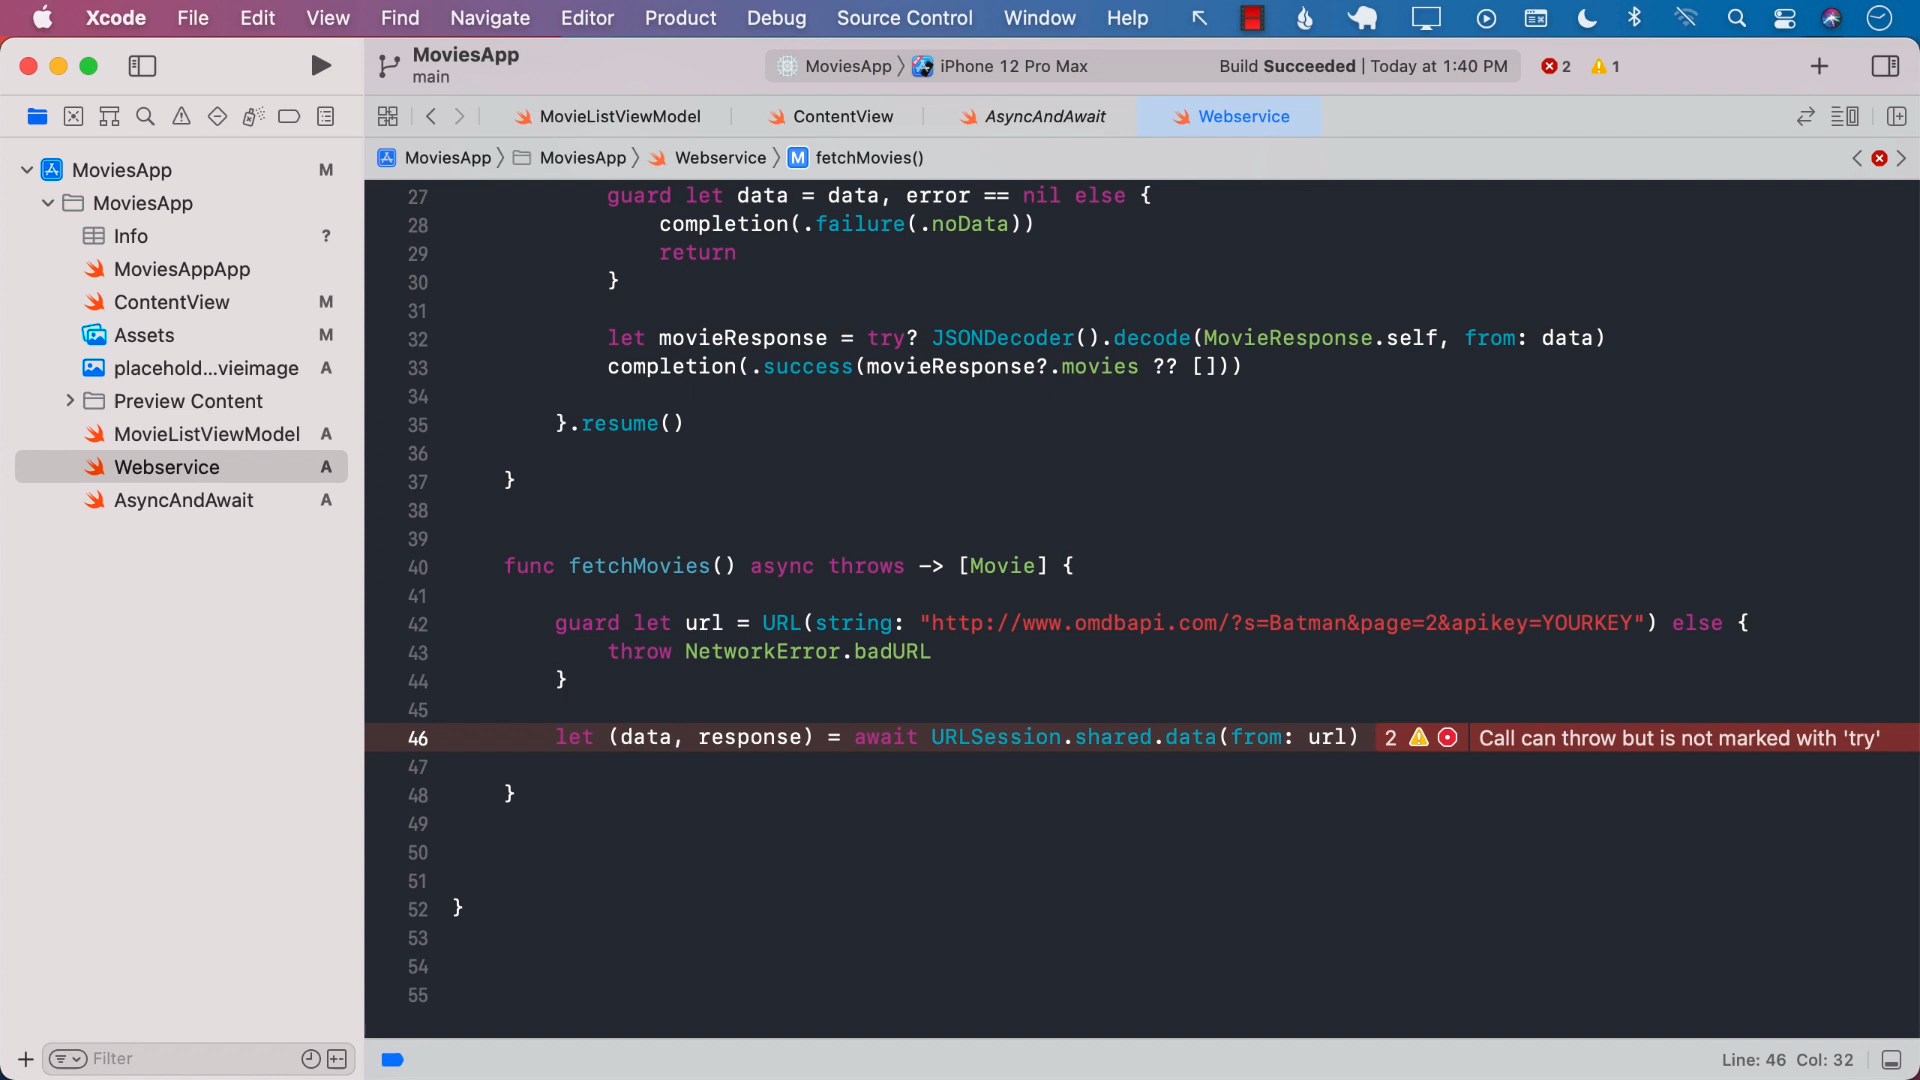 Xcode File Edit View Find Navigate Editor Product Debug Source Control Window Help
MoviesApp
main
MoviesApp iPhone 12 Pro Max Build Succeeded | Today at 1:40 PM 2 1
MovieListViewModel ContentView AsyncAndAwait Webservice
MoviesApp MoviesApp Webservice M fetchMovies()
MoviesApp M
MoviesApp
Info ?
MoviesAppApp
ContentView M
Assets M
placehold...vieimage A
Preview Content
MovieListViewModel A
Webservice A
AsyncAndAwait A
Filter
27 guard let data = data, error == nil else {
28 completion(.failure(.noData))
29 return
30 }
31
32 let movieResponse = try? JSONDecoder().decode(MovieResponse.self, from: data)
33 completion(.success(movieResponse?.movies ?? []))
34
35 }.resume()
36
37 }
38
39
40 func fetchMovies() async throws -> [Movie] {
41
42 guard let url = URL(string: "http://www.omdbapi.com/?s=Batman&page=2&apikey=YOURKEY") else {
43 throw NetworkError.badURL
44 }
45
46 let (data, response) = await URLSession.shared.data(from: url) 2 Call can throw but is not marked with 'try'
47
48 }
49
50
51
52 }
53
54
55
Line: 46 Col: 32